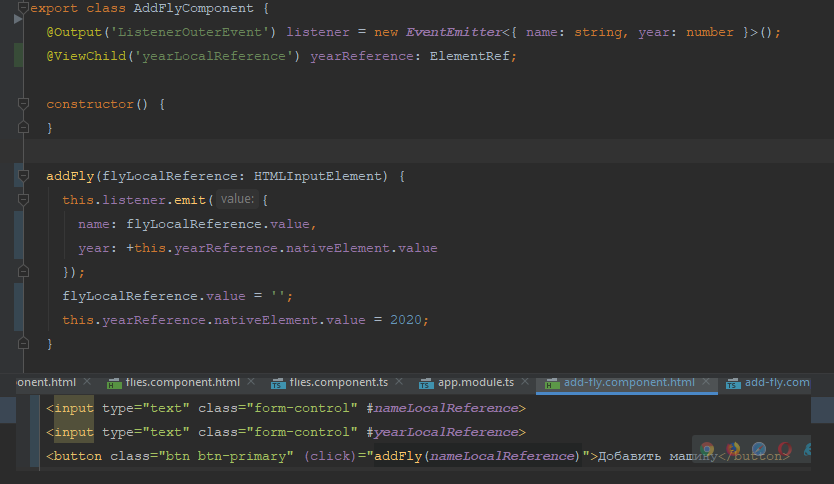 export class AddFlyComponent {
@Output('ListenerOuterEvent') listener = new EventEmitter<{ name: string, year: number }>();
@ViewChild('yearLocalReference') yearReference: ElementRef;
constructor() {
}
addFly(flyLocalReference: HTMLInputElement) {
this.listener.emit( value: {
name: flyLocalReference.value,
year: +this.yearReference.nativeElement.value
});
flyLocalReference.value = '';
this.yearReference.nativeElement.value = 2020;
}
onent.html × flies.component.html × flies.component.ts × app.module.ts × add-fly.component.html × add-fly.com
<input type="text" class="form-control" #nameLocalReference>
<input type="text" class="form-control" #yearLocalReference>
<button class="btn btn-primary" (click)="addFly(nameLocalReference)">Добавить машину</button>